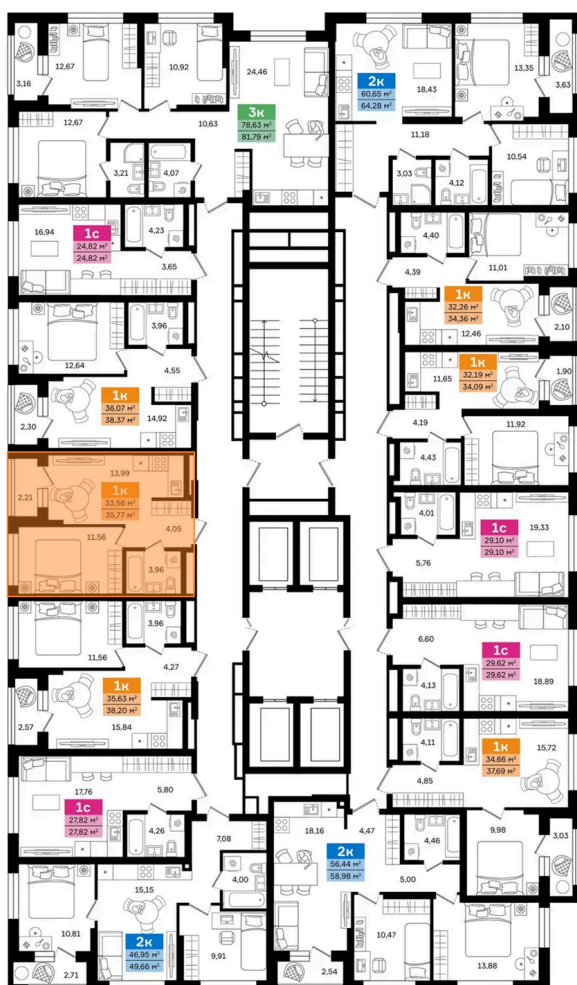 12,67
10,92
3,16
24,46
3к
78,63 м²
81,79 м²
12,67
10,63
3,21
4,07
2к
60,65 м²
64,28 м²
18,43
13,35
3,63
11,18
10,54
3,03
4,12
16,94
1с
24,82 м²
24,82 м²
4,23
3,65
4,40
4,39
11,01
1к
32,26 м²
34,36 м²
12,46
2,10
3,96
12,64
4,55
1к
36,07 м²
38,37 м²
14,92
2,30
11,65
1к
32,19 м²
34,09 м²
1,90
4,19
11,92
4,43
13,99
2,21
1к
33,56 м²
35,77 м²
4,05
11,56
3,96
4,01
1с
29,10 м²
29,10 м²
19,33
5,76
3,96
11,56
4,27
1к
35,63 м²
38,20 м²
15,84
2,57
6,60
1с
29,62 м²
29,62 м²
18,89
4,13
4,11
1к
34,66 м²
37,69 м²
15,72
4,85
17,76
5,80
1с
27,82 м²
27,82 м²
4,26
7,08
18,16
4,47
2к
56,44 м²
58,98 м²
4,46
5,00
9,98
3,03
4,00
15,15
10,81
2к
46,95 м²
49,66 м²
9,91
2,71
2,54
10,47
13,88